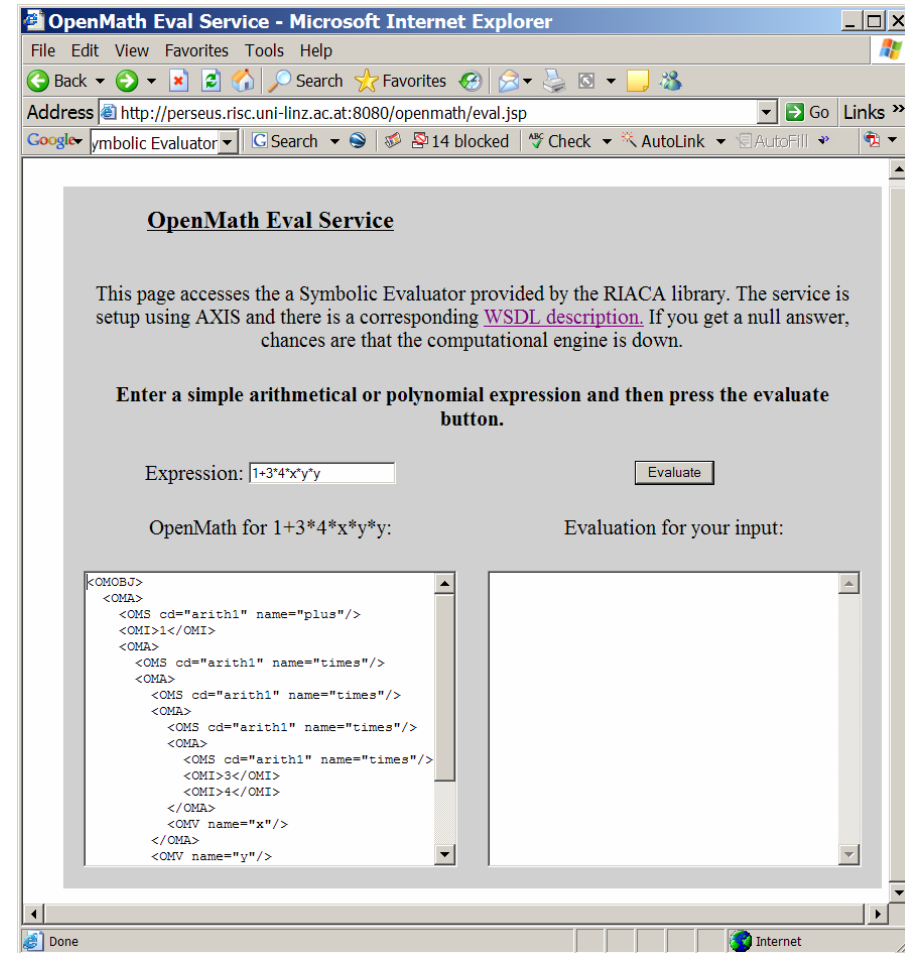 OpenMath Eval Service - Microsoft Internet Explorer
File Edit View Favorites Tools Help
Back Search Favorites
Address http://perseus.risc.uni-linz.ac.at:8080/openmath/eval.jsp Go Links »
Google ymbolic Evaluator G Search 14 blocked ABC Check AutoLink AutoFill
OpenMath Eval Service
This page accesses the a Symbolic Evaluator provided by the RIACA library. The service is
setup using AXIS and there is a corresponding WSDL description. If you get a null answer,
chances are that the computational engine is down.
Enter a simple arithmetical or polynomial expression and then press the evaluate
button.
Expression: 1+3*4*x*y*y Evaluate
OpenMath for 1+3*4*x*y*y: Evaluation for your input:
<OMOBJ>
<OMA>
<OMS cd="arith1" name="plus"/>
<OMI>1</OMI>
<OMA>
<OMS cd="arith1" name="times"/>
<OMA>
<OMS cd="arith1" name="times"/>
<OMA>
<OMS cd="arith1" name="times"/>
<OMA>
<OMS cd="arith1" name="times"/>
<OMI>3</OMI>
<OMI>4</OMI>
</OMA>
<OMV name="x"/>
</OMA>
<OMV name="y"/>
Done Internet